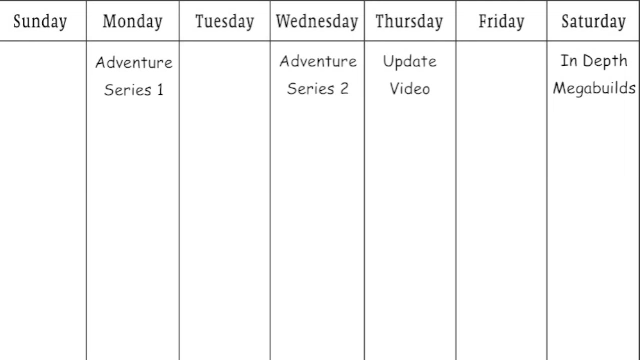 Sunday Monday Tuesday Wednesday Thursday Friday Saturday
Adventure Adventure Update In Depth
Series 1 Series 2 Video Megabuilds